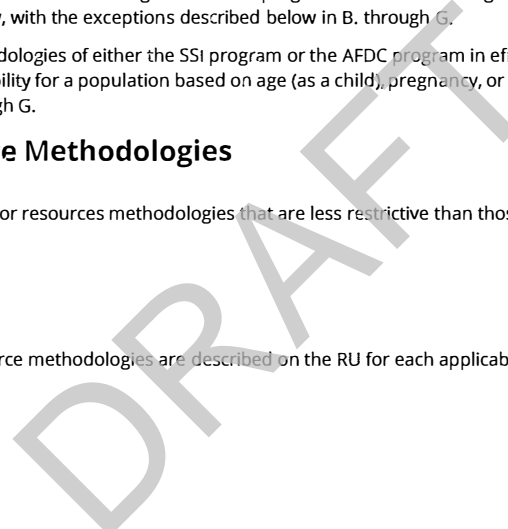 , with the exceptions described below in B. through G.
dologies of either the SSI program or the AFDC program in ef
ility for a population based on age (as a child), pregnancy, or
gh G.
e Methodologies
or resources methodologies that are less restrictive than thos
rce methodologies are described on the RU for each applicab
DRAFT